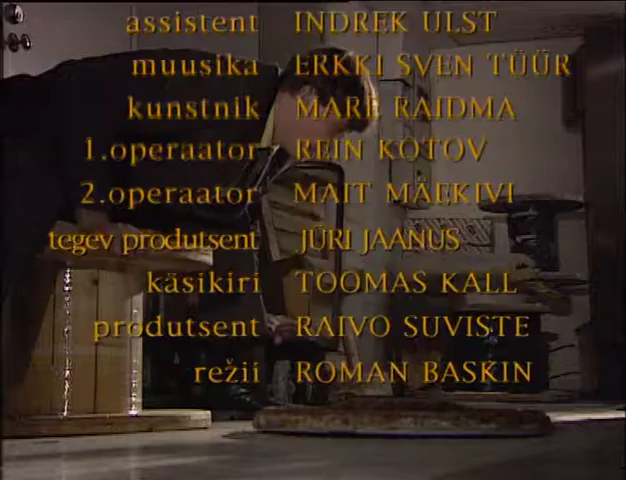 assistent INDREK ULST
muusika ERKKI SVEN TÜÜR
kunstnik MARE RAIDMA
1.operaator REIN KOTOV
2.operaator MAIT MÄEKIVI
tegev produtsent JÜRI JAANUS
käsikiri TOOMAS KALL
produtsent RAIVO SUVISTE
režii ROMAN BASKIN